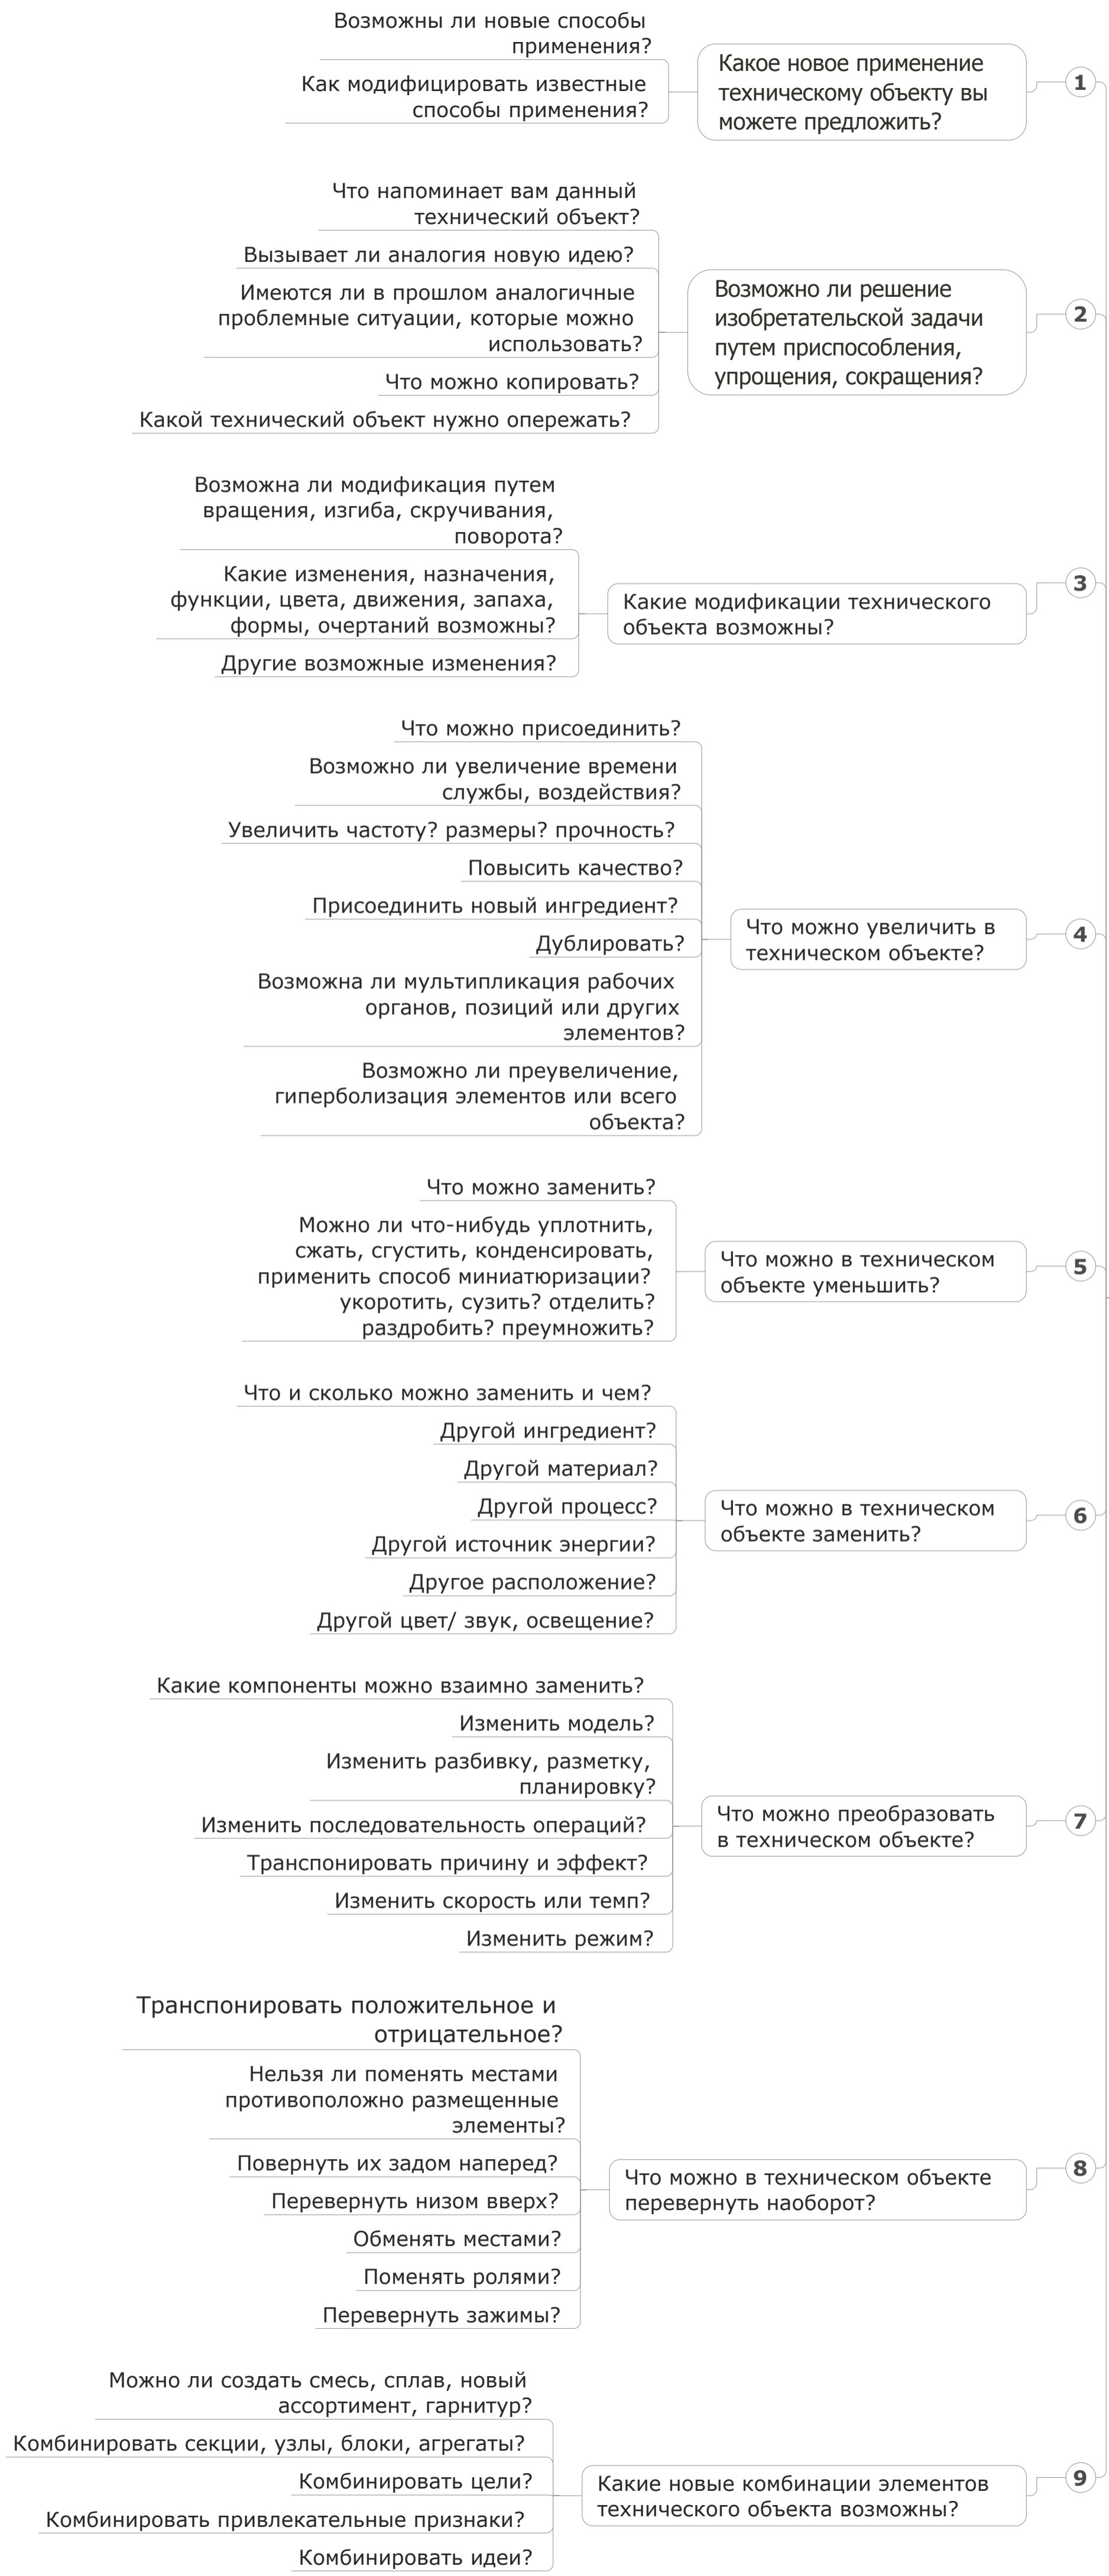 1
Какое новое применение
техническому объекту вы
можете предложить?
Возможны ли новые способы
применения?
Как модифицировать известные
способы применения?
2
Возможно ли решение
изобретательской задачи
путем приспособления,
упрощения, сокращения?
Что напоминает вам данный
технический объект?
Вызывает ли аналогия новую идею?
Имеются ли в прошлом аналогичные
проблемные ситуации, которые можно
использовать?
Что можно копировать?
Какой технический объект нужно опережать?
3
Какие модификации технического
объекта возможны?
Возможна ли модификация путем
вращения, изгиба, скручивания,
поворота?
Какие изменения, назначения,
функции, цвета, движения, запаха,
формы, очертаний возможны?
Другие возможные изменения?
4
Что можно увеличить в
техническом объекте?
Что можно присоединить?
Возможно ли увеличение времени
службы, воздействия?
Увеличить частоту? размеры? прочность?
Повысить качество?
Присоединить новый ингредиент?
Дублировать?
Возможна ли мультипликация рабочих
органов, позиций или других
элементов?
Возможно ли преувеличение,
гиперболизация элементов или всего
объекта?
5
Что можно в техническом
объекте уменьшить?
Что можно заменить?
Можно ли что-нибудь уплотнить,
сжать, сгустить, конденсировать,
применить способ миниатюризации?
укоротить, сузить? отделить?
раздробить? преумножить?
6
Что можно в техническом
объекте заменить?
Что и сколько можно заменить и чем?
Другой ингредиент?
Другой материал?
Другой процесс?
Другой источник энергии?
Другое расположение?
Другой цвет/ звук, освещение?
7
Что можно преобразовать
в техническом объекте?
Какие компоненты можно взаимно заменить?
Изменить модель?
Изменить разбивку, разметку,
планировку?
Изменить последовательность операций?
Транспонировать причину и эффект?
Изменить скорость или темп?
Изменить режим?
8
Что можно в техническом объекте
перевернуть наоборот?
Транспонировать положительное и
отрицательное?
Нельзя ли поменять местами
противоположно размещенные
элементы?
Повернуть их задом наперед?
Перевернуть низом вверх?
Обменять местами?
Поменять ролями?
Перевернуть зажимы?
9
Какие новые комбинации элементов
технического объекта возможны?
Можно ли создать смесь, сплав, новый
ассортимент, гарнитур?
Комбинировать секции, узлы, блоки, агрегаты?
Комбинировать цели?
Комбинировать привлекательные признаки?
Комбинировать идеи?